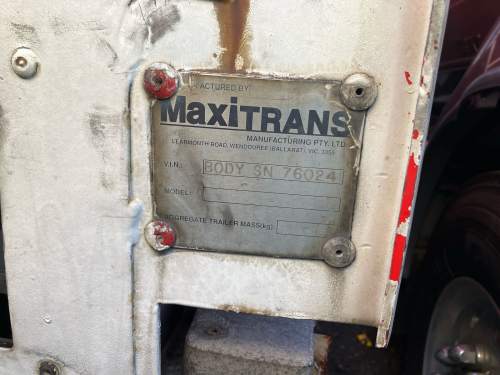 MANUFACTURED BY:
MaxiTRANS
MANUFACTURING PTY. LTD.
LEARMONTH ROAD, WENDOUREE (BALLARAT) VIC. 3355
V.I.N.: BODY SN 76024
MODEL:
AGGREGATE TRAILER MASS(kg)